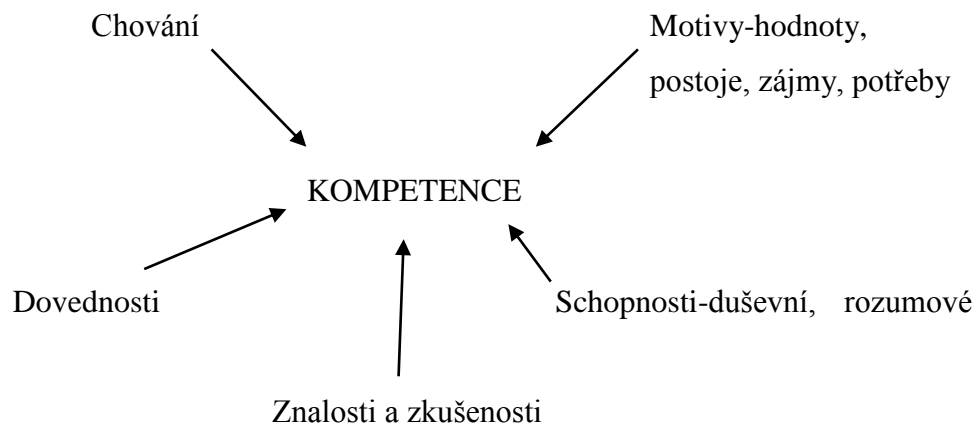 Chování
Motivy-hodnoty,
postoje, zájmy, potřeby
KOMPETENCE
Dovednosti
Schopnosti-duševní, rozumové
Znalosti a zkušenosti